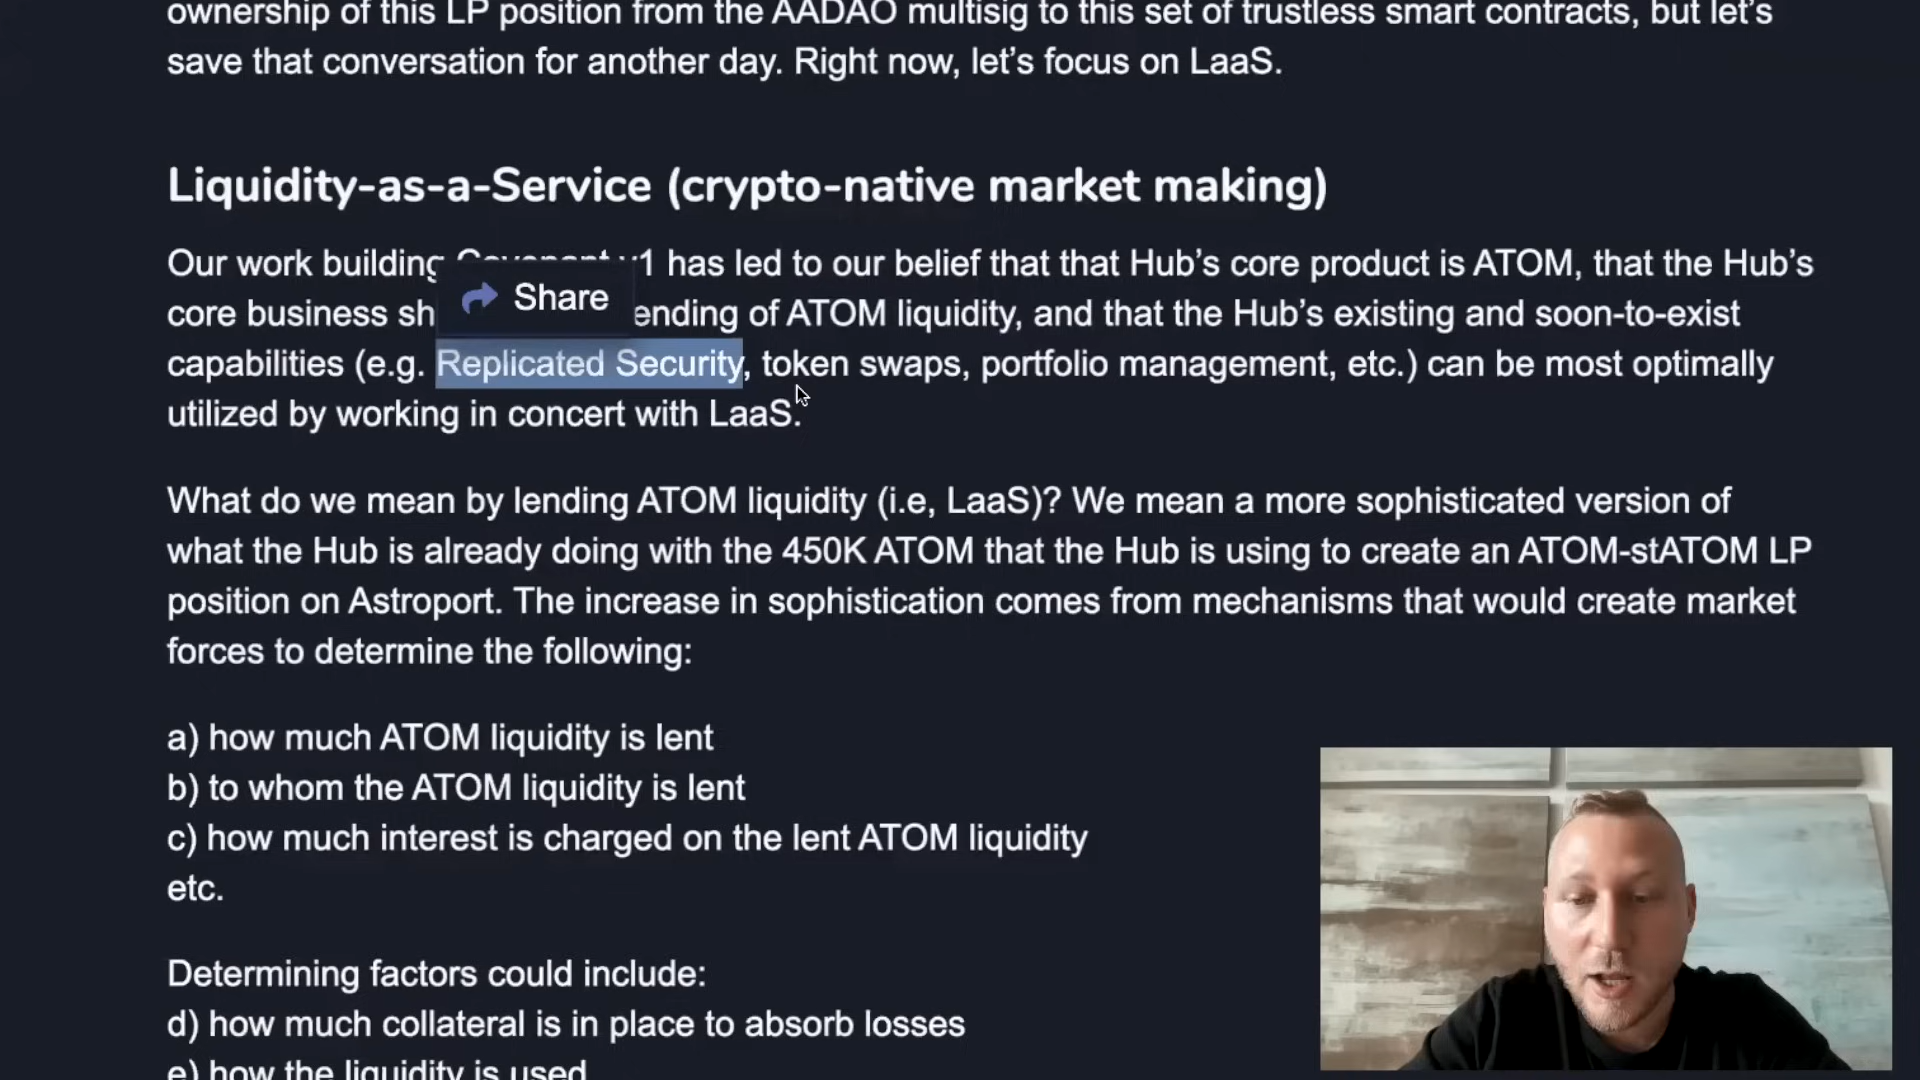 ownership of this LP position from the AADAO multisig to this set of trustless smart contracts, but let's
save that conversation for another day. Right now, let's focus on LaaS.
Liquidity-as-a-Service (crypto-native market making)
Our work building Covenant v1 has led to our belief that that Hub's core product is ATOM, that the Hub's
Share
core business sh ending of ATOM liquidity, and that the Hub's existing and soon-to-exist
capabilities (e.g. Replicated Security, token swaps, portfolio management, etc.) can be most optimally
utilized by working in concert with LaaS.
What do we mean by lending ATOM liquidity (i.e, LaaS)? We mean a more sophisticated version of
what the Hub is already doing with the 450K ATOM that the Hub is using to create an ATOM-stATOM LP
position on Astroport. The increase in sophistication comes from mechanisms that would create market
forces to determine the following:
a) how much ATOM liquidity is lent
b) to whom the ATOM liquidity is lent
c) how much interest is charged on the lent ATOM liquidity
etc.
Determining factors could include:
d) how much collateral is in place to absorb losses
e) how the liquidity is used